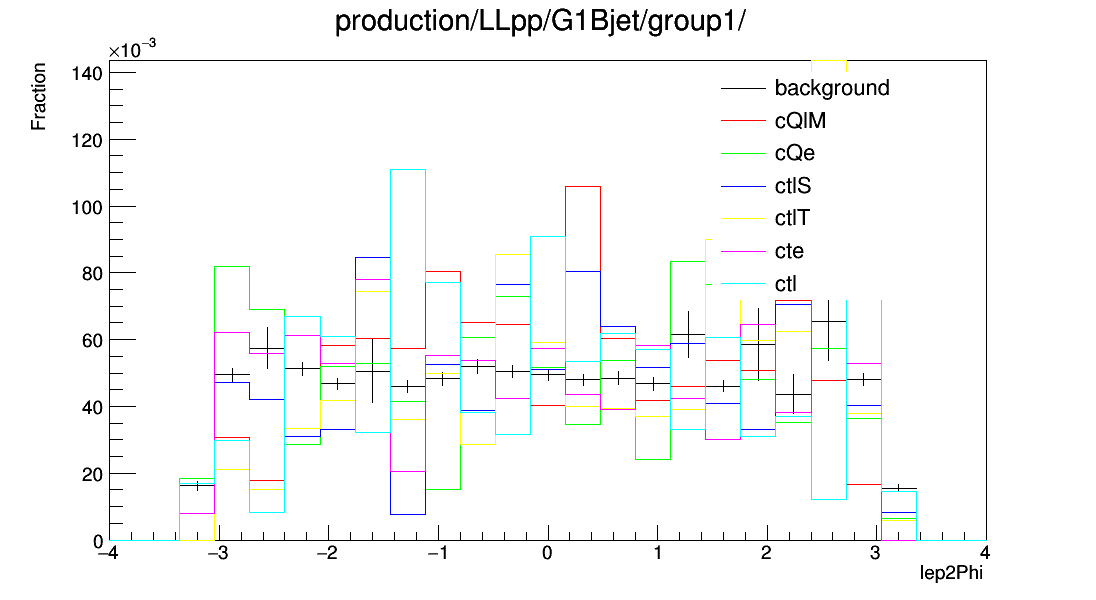 production/LLpp/G1Bjet/group1/
×10⁻³
Fraction
140
120
100
80
60
40
20
0
background
cQlM
cQe
ctlS
ctlT
cte
ctl
−4 −3 −2 −1 0 1 2 3 4
lep2Phi